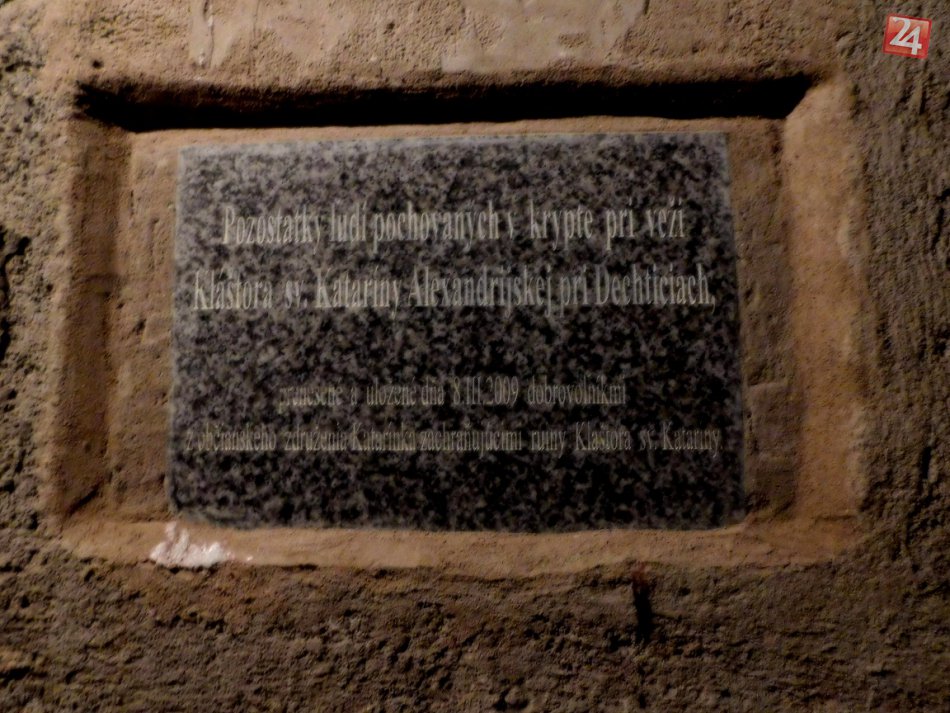 Pozostatky ľudí pochovaných v krypte pri veži
Kláštora sv. Kataríny Alexandrijskej pri Dechticiach,
prenesené a uložené dňa 8.III.2009 dobrovoľníkmi
z občianskeho združenia Katarínka zachraňujúcimi ruiny Kláštora sv. Kataríny
24